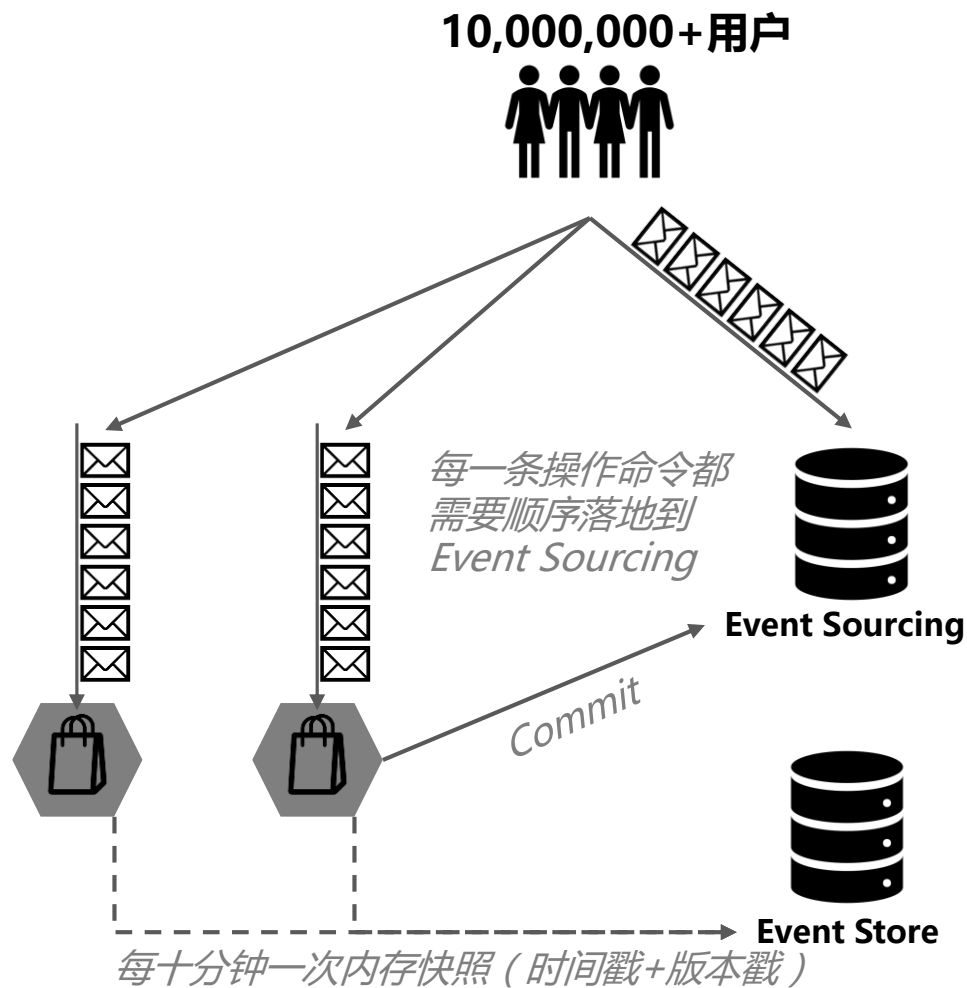 10,000,000+用户
每一条操作命令都
需要顺序落地到
Event Sourcing
Event Sourcing
Commit
Event Store
每十分钟一次内存快照（时间戳+版本戳）